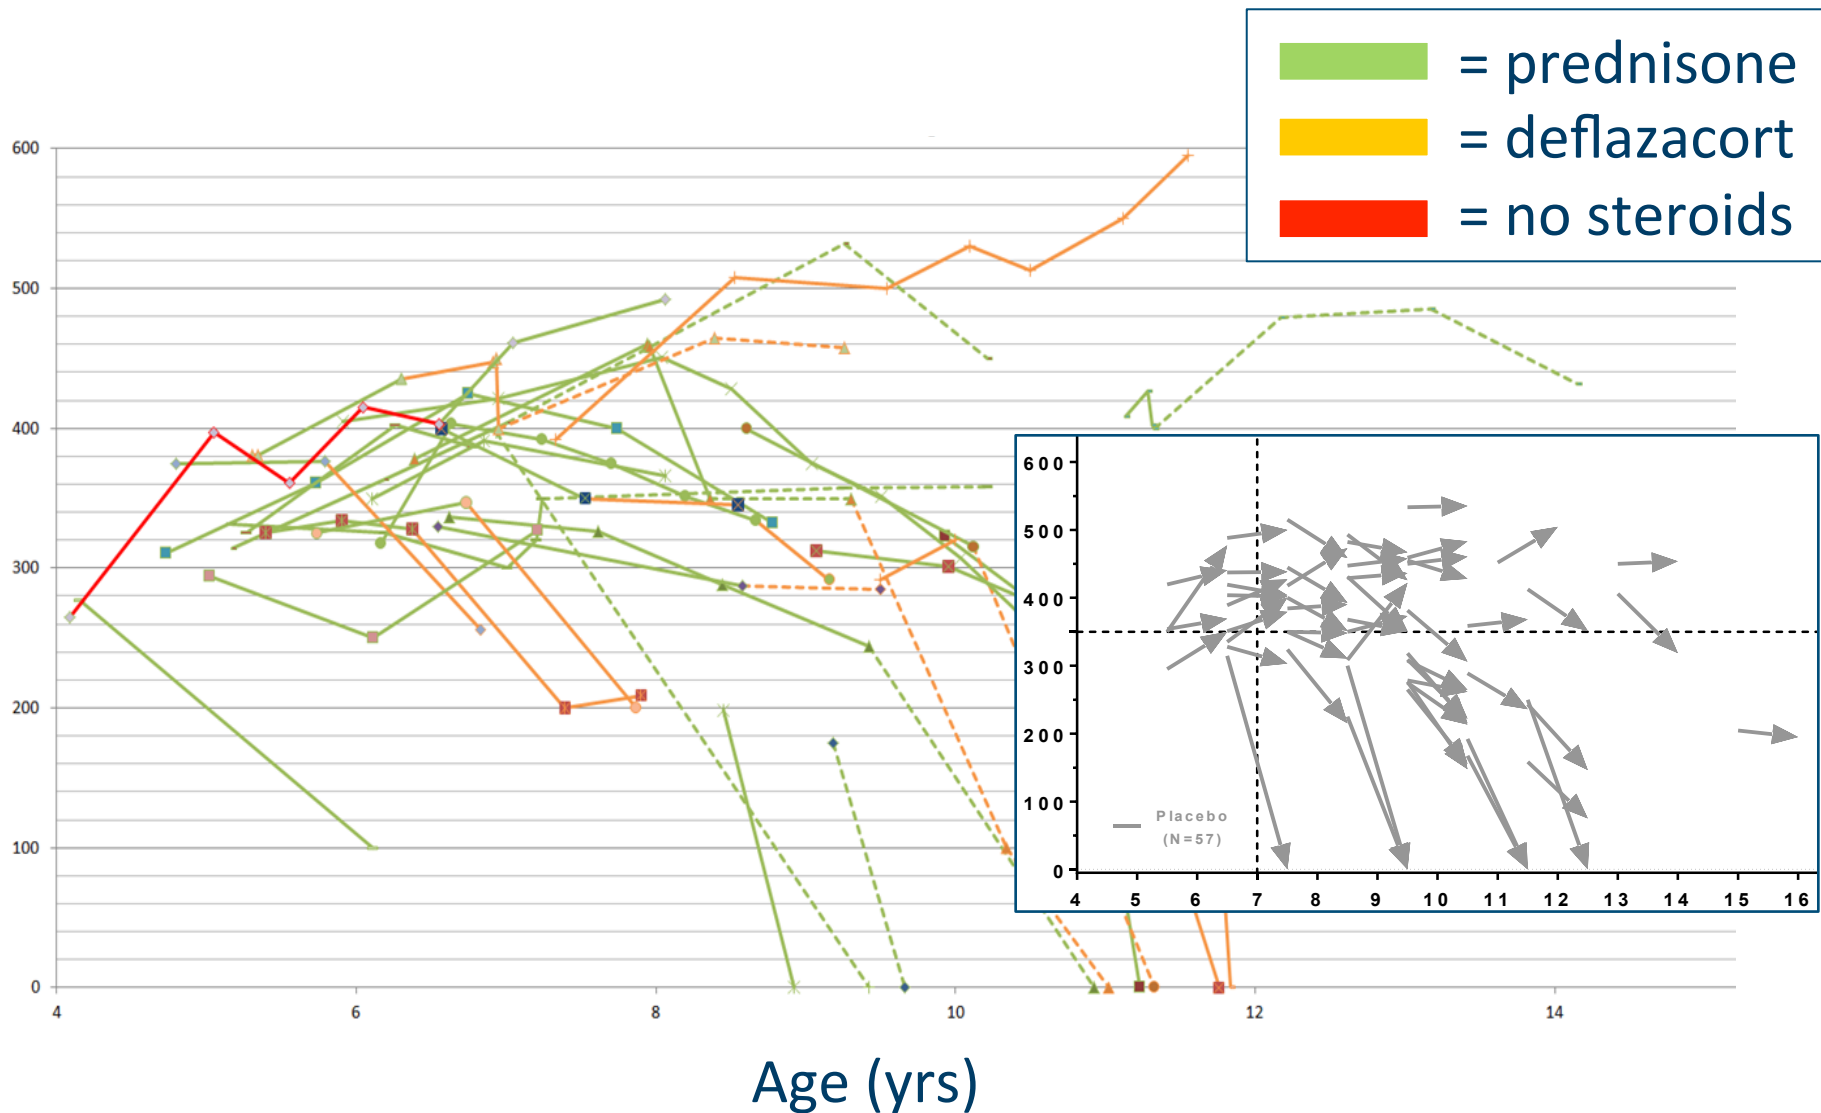 = prednisone
= deflazacort
= no steroids
600
500
400
300
200
100
0
4 6 8 10 12 14
Age (yrs)
600
500
400
300
200
100
0
Placebo
(N=57)
4 5 6 7 8 9 10 11 12 13 14 15 16